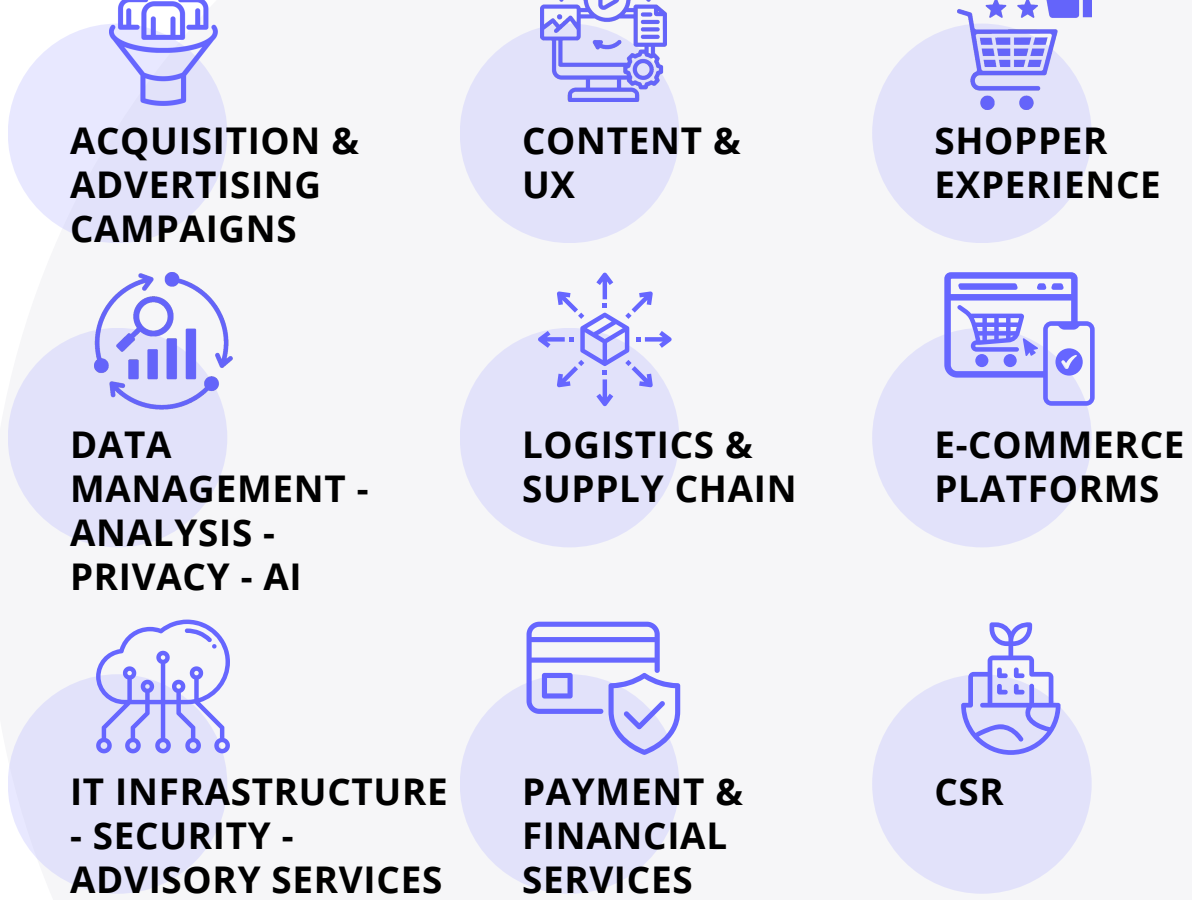 ACQUISITION &
ADVERTISING
CAMPAIGNS
CONTENT &
UX
SHOPPER
EXPERIENCE
DATA
MANAGEMENT -
ANALYSIS -
PRIVACY - AI
LOGISTICS &
SUPPLY CHAIN
E-COMMERCE
PLATFORMS
IT INFRASTRUCTURE
- SECURITY -
ADVISORY SERVICES
PAYMENT &
FINANCIAL
SERVICES
CSR